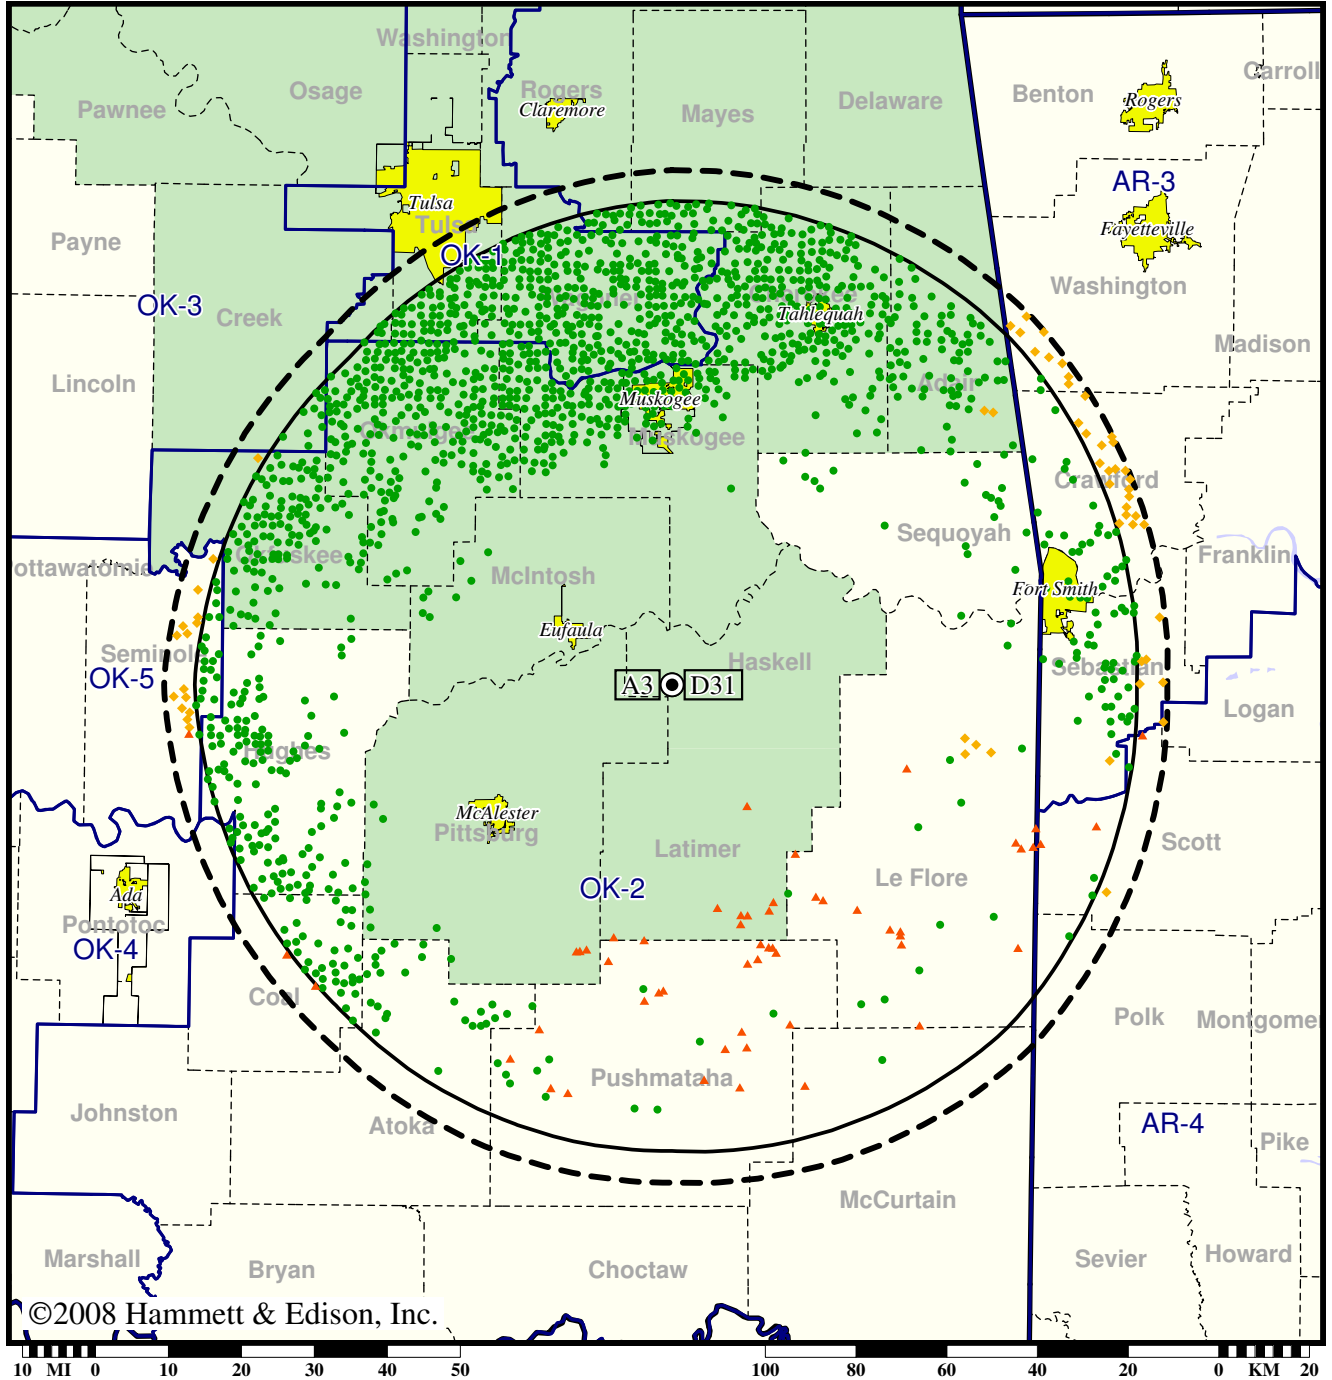 Washington
Carroll
Osage
Rogers
Delaware
Benton
Rogers
Pawnee
Claremore
Mayes
AR-3
Tulsa
Tulsa
Fayetteville
Payne
OK-1
Washington
OK-3
Creek
Wagoner
Cherokee
Tahlequah
Madison
Lincoln
Adair
Muskogee
Okmulgee
Muskogee
Crawford
Sequoyah
Okfuskee
Franklin
ottawatomie
McIntosh
Fort Smith
Eufaula
Seminole
Haskell
Sebastian
OK-5
A3
D31
Logan
Hughes
McAlester
Pittsburg
Latimer
Scott
OK-2
Le Flore
Ada
Pontotoc
OK-4
Coal
Polk
Montgomer
Pushmataha
Johnston
Atoka
AR-4
Pike
McCurtain
Marshall
Bryan
Choctaw
Sevier
Howard
©2008 Hammett & Edison, Inc.
10 MI 0 10 20 30 40 50 100 80 60 40 20 0 KM 20